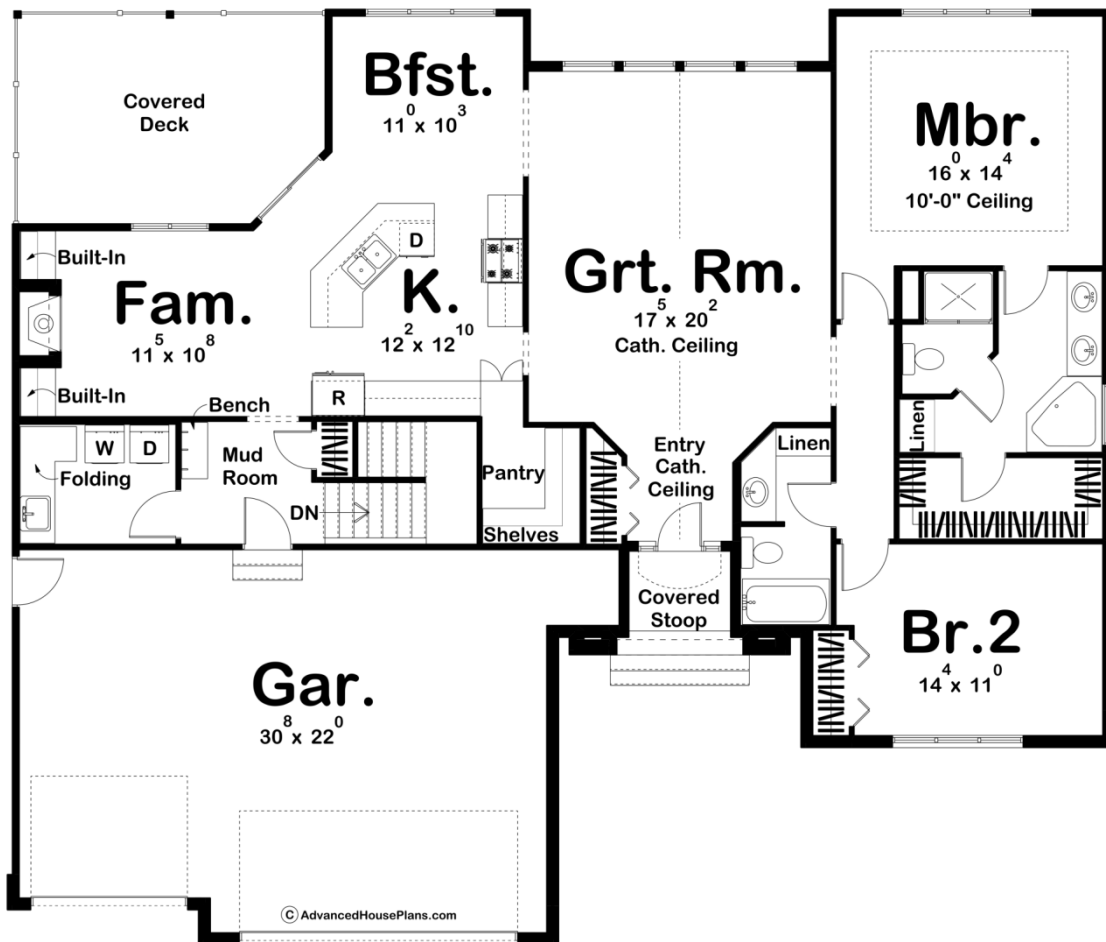 Covered
Deck
Bfst.
11⁰ x 10³
Mbr.
16⁰ x 14⁴
10'-0" Ceiling
Built-In
Fam.
11⁵ x 10⁸
Built-In
D
K.
12² x 12¹⁰
R
Grt. Rm.
17⁵ x 20²
Cath. Ceiling
Bench
W
D
Folding
Mud
Room
DN
Pantry
Shelves
Entry
Cath.
Ceiling
Linen
Linen
Covered
Stoop
Br.2
14⁴ x 11⁰
Gar.
30⁸ x 22⁰
© AdvancedHousePlans.com